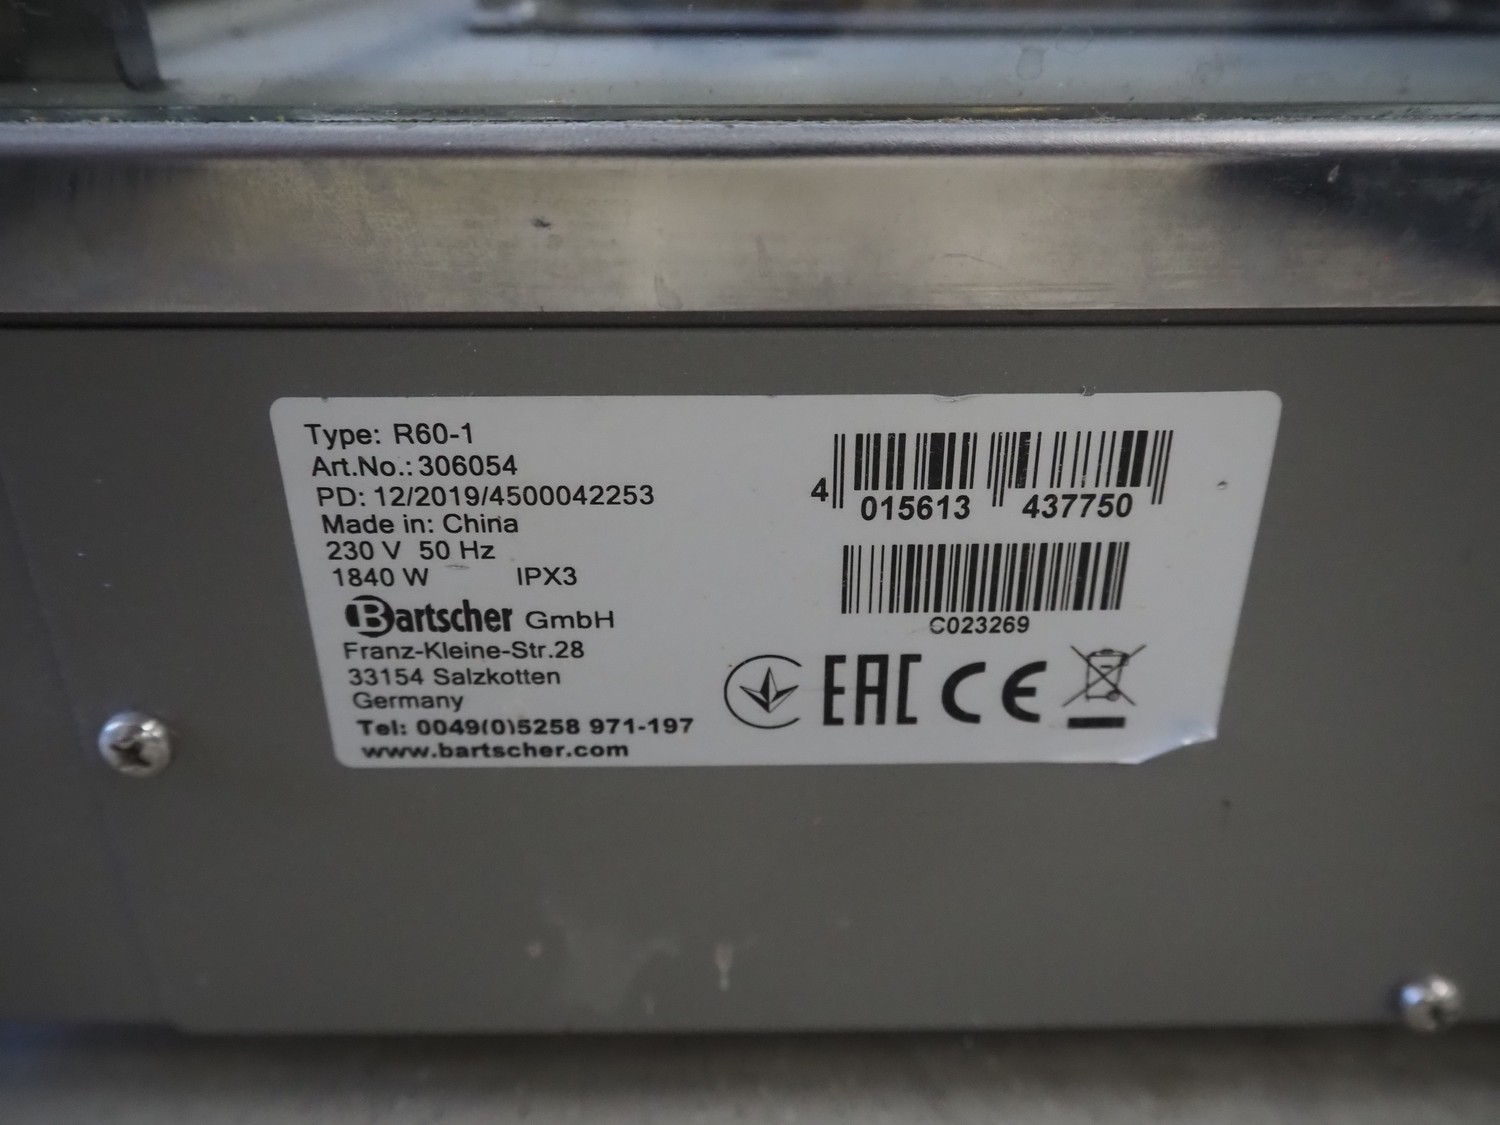 Type: R60-1
Art.No.: 306054
PD: 12/2019/4500042253
Made in: China
230 V 50 Hz
1840 W IPX3
Bartscher GmbH
Franz-Kleine-Str.28
33154 Salzkotten
Germany
Tel: 0049(0)5258 971-197
www.bartscher.com
4 015613 437750
C023269
EAC CE